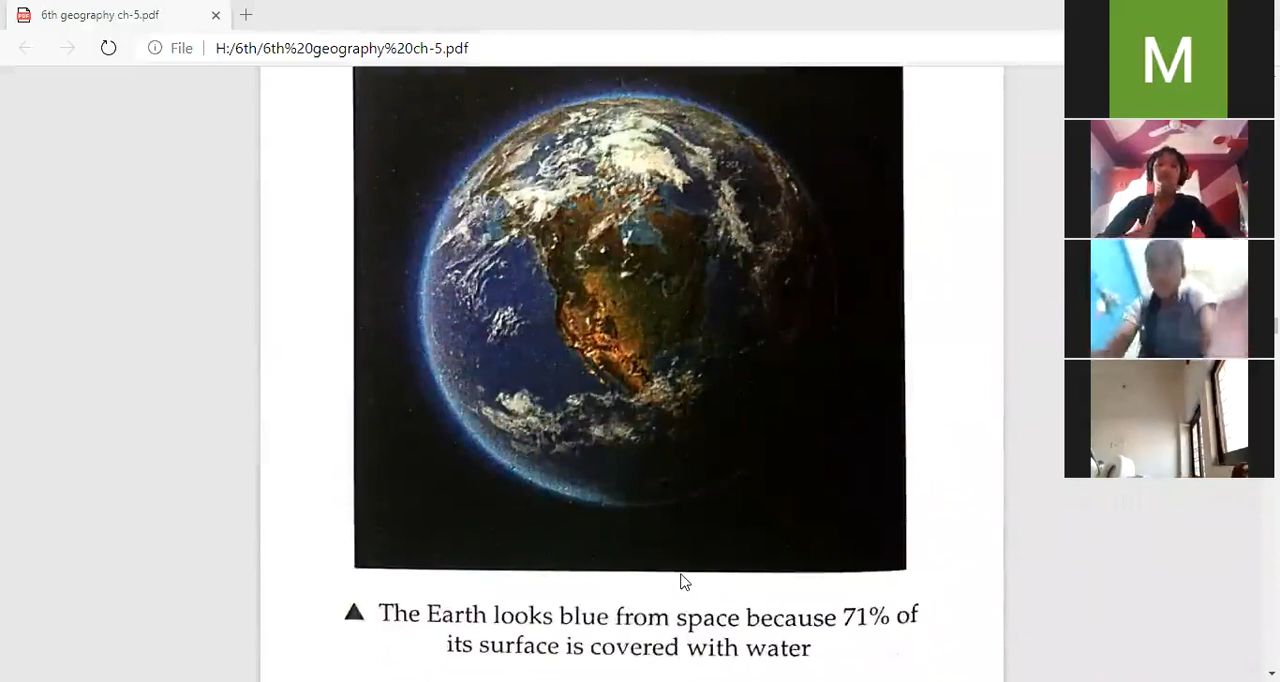 6th geography ch-5.pdf
File
H:/6th/6th%20geography%20ch-5.pdf
M
▲ The Earth looks blue from space because 71% of
its surface is covered with water